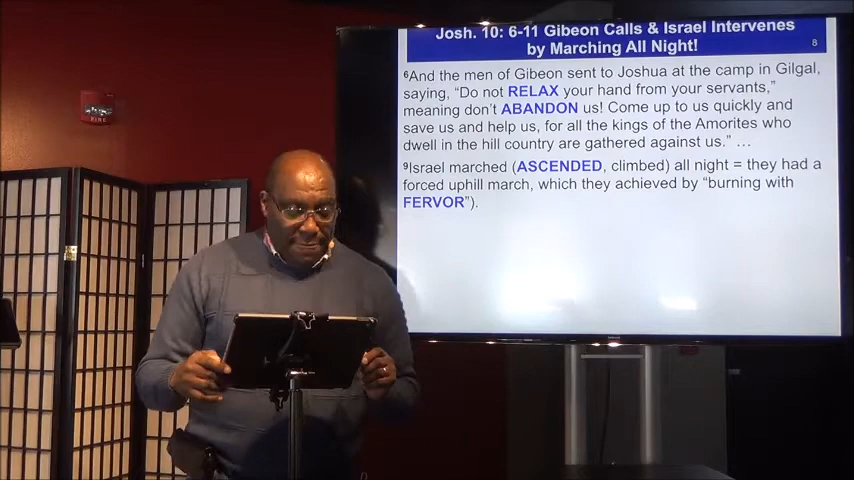 Josh. 10: 6-11 Gibeon Calls & Israel Intervenes
by Marching All Night!
8
⁶And the men of Gibeon sent to Joshua at the camp in Gilgal,
saying, “Do not RELAX your hand from your servants,”
meaning don’t ABANDON us! Come up to us quickly and
save us and help us, for all the kings of the Amorites who
dwell in the hill country are gathered against us.” ...
⁹Israel marched (ASCENDED, climbed) all night = they had a
forced uphill march, which they achieved by “burning with
FERVOR”).
FIRE